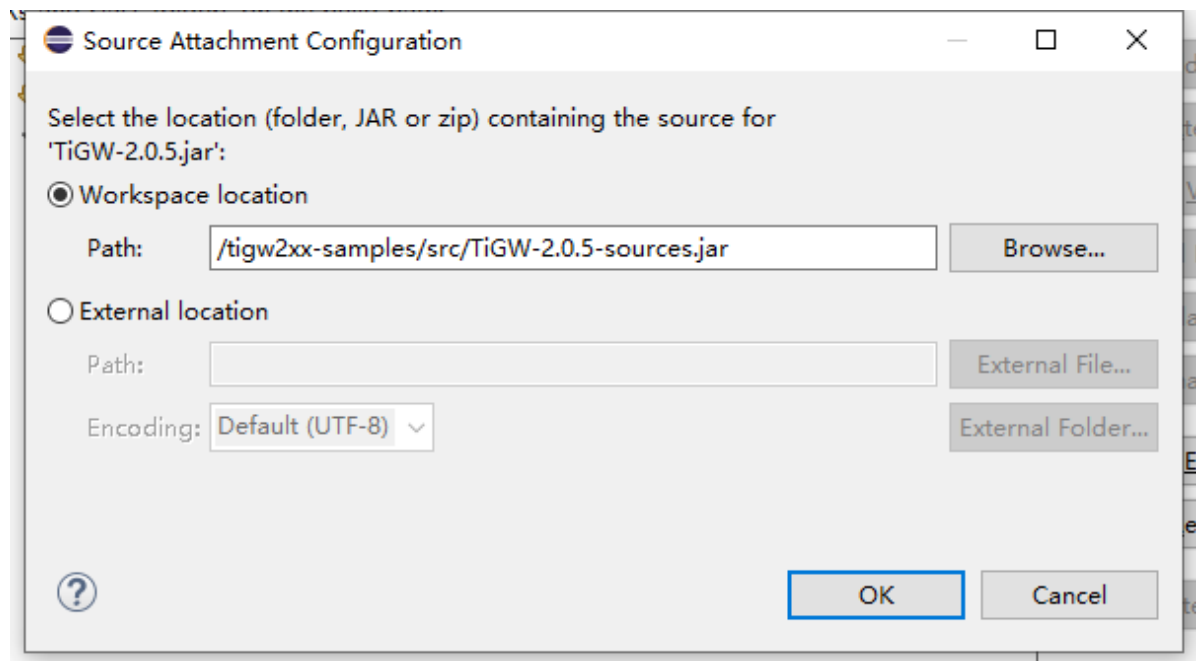 Source Attachment Configuration
Select the location (folder, JAR or zip) containing the source for
'TiGW-2.0.5.jar':
Workspace location
Path: /tigw2xx-samples/src/TiGW-2.0.5-sources.jar Browse...
External location
Path: External File...
Encoding: Default (UTF-8) External Folder...
OK Cancel